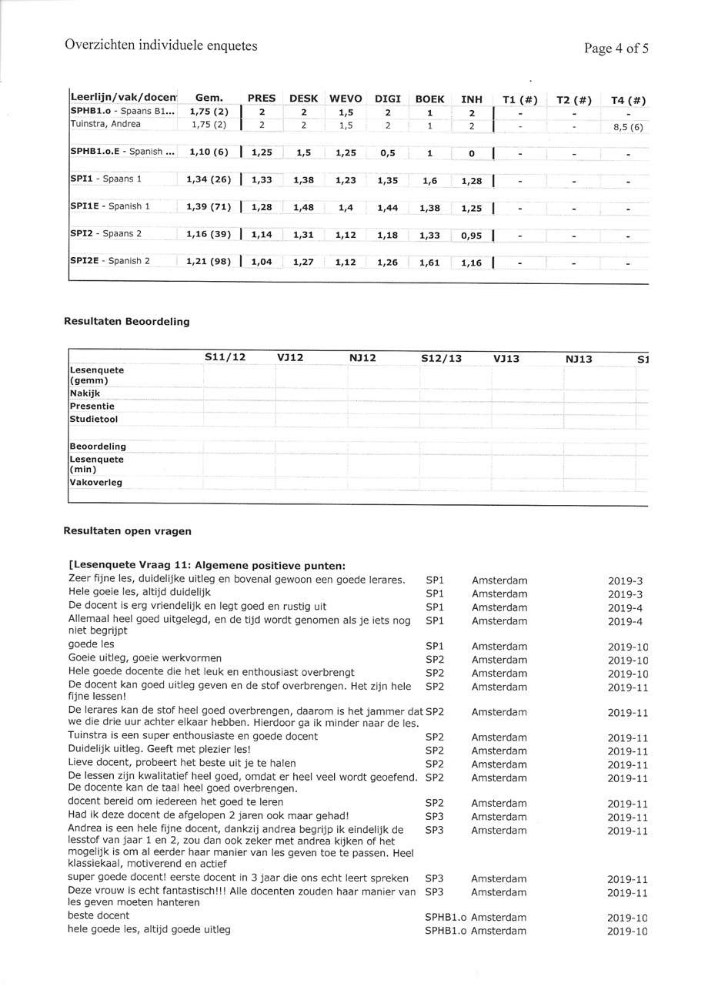 Overzichten individuele enquetes Page 4 of 5
Leerlijn/vak/docen Gem. PRES DESK WEVO DIGI BOEK INH T1 (#) T2 (#) T4 (#)
SPHB1.o - Spaans B1... 1,75 (2) 2 2 1,5 2 1 2 - - -
Tuinstra, Andrea 1,75 (2) 2 2 1,5 2 1 2 - - 8,5 (6)
SPHB1.o.E - Spanish ... 1,10 (6) 1,25 1,5 1,25 0,5 1 0 - - -
SPI1 - Spaans 1 1,34 (26) 1,33 1,38 1,23 1,35 1,6 1,28 - - -
SPI1E - Spanish 1 1,39 (71) 1,28 1,48 1,4 1,44 1,38 1,25 - - -
SPI2 - Spaans 2 1,16 (39) 1,14 1,31 1,12 1,18 1,33 0,95 - - -
SPI2E - Spanish 2 1,21 (98) 1,04 1,27 1,12 1,26 1,61 1,16 - - -
Resultaten Beoordeling
S11/12 VJ12 NJ12 S12/13 VJ13 NJ13 S1
Lesenquete
(gemm)
Nakijk
Presentie
Studietool
Beoordeling
Lesenquete
(min)
Vakoverleg
Resultaten open vragen
[Lesenquete Vraag 11: Algemene positieve punten:
Zeer fijne les, duidelijke uitleg en bovenal gewoon een goede lerares. SP1 Amsterdam 2019-3
Hele goeie les, altijd duidelijk SP1 Amsterdam 2019-3
De docent is erg vriendelijk en legt goed en rustig uit SP1 Amsterdam 2019-4
Allemaal heel goed uitgelegd, en de tijd wordt genomen als je iets nog SP1 Amsterdam 2019-4
niet begrijpt
goede les SP1 Amsterdam 2019-10
Goeie uitleg, goeie werkvormen SP2 Amsterdam 2019-10
Hele goede docente die het leuk en enthousiast overbrengt SP2 Amsterdam 2019-10
De docent kan goed uitleg geven en de stof overbrengen. Het zijn hele SP2 Amsterdam 2019-11
fijne lessen!
De lerares kan de stof heel goed overbrengen, daarom is het jammer dat SP2 Amsterdam 2019-11
we die drie uur achter elkaar hebben. Hierdoor ga ik minder naar de les.
Tuinstra is een super enthousiaste en goede docent SP2 Amsterdam 2019-11
Duidelijk uitleg. Geeft met plezier les! SP2 Amsterdam 2019-11
Lieve docent, probeert het beste uit je te halen SP2 Amsterdam 2019-11
De lessen zijn kwalitatief heel goed, omdat er heel veel wordt geoefend. SP2 Amsterdam 2019-11
De docente kan de taal heel goed overbrengen.
docent bereid om iedereen het goed te leren SP2 Amsterdam 2019-11
Had ik deze docent de afgelopen 2 jaren ook maar gehad! SP3 Amsterdam 2019-11
Andrea is een hele fijne docent, dankzij andrea begrijp ik eindelijk de SP3 Amsterdam 2019-11
lesstof van jaar 1 en 2, zou dan ook zeker met andrea kijken of het
mogelijk is om al eerder haar manier van les geven toe te passen. Heel
klassiekaal, motiverend en actief
super goede docent! eerste docent in 3 jaar die ons echt leert spreken SP3 Amsterdam 2019-11
Deze vrouw is echt fantastisch!!! Alle docenten zouden haar manier van SP3 Amsterdam 2019-11
les geven moeten hanteren
beste docent SPHB1.o Amsterdam 2019-10
hele goede les, altijd goede uitleg SPHB1.o Amsterdam 2019-10